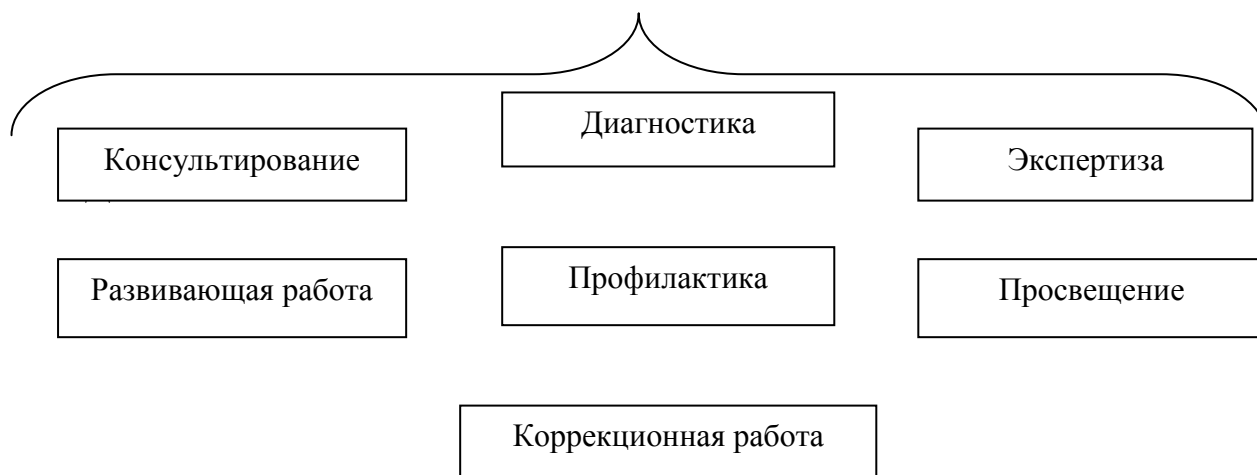 Диагностика
Консультирование
Экспертиза
Развивающая работа
Профилактика
Просвещение
Коррекционная работа